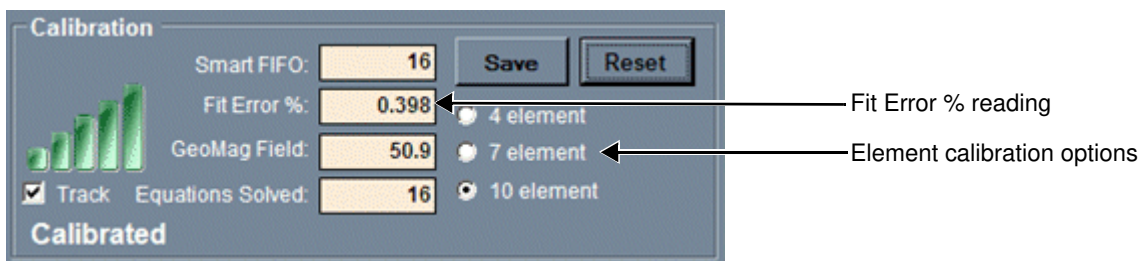 Calibration
Smart FIFO: 16 Save Reset
Fit Error %: 0.398 4 element Fit Error % reading
GeoMag Field: 50.9 7 element Element calibration options
Track Equations Solved: 16 10 element
Calibrated